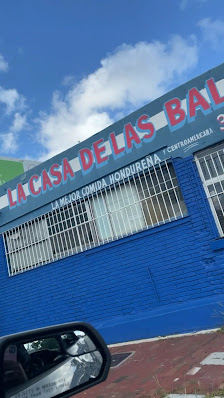 LA CASA DE LAS BAL
LA MEJOR COMIDA HONDUREÑA
Y CENTROAMERICANA